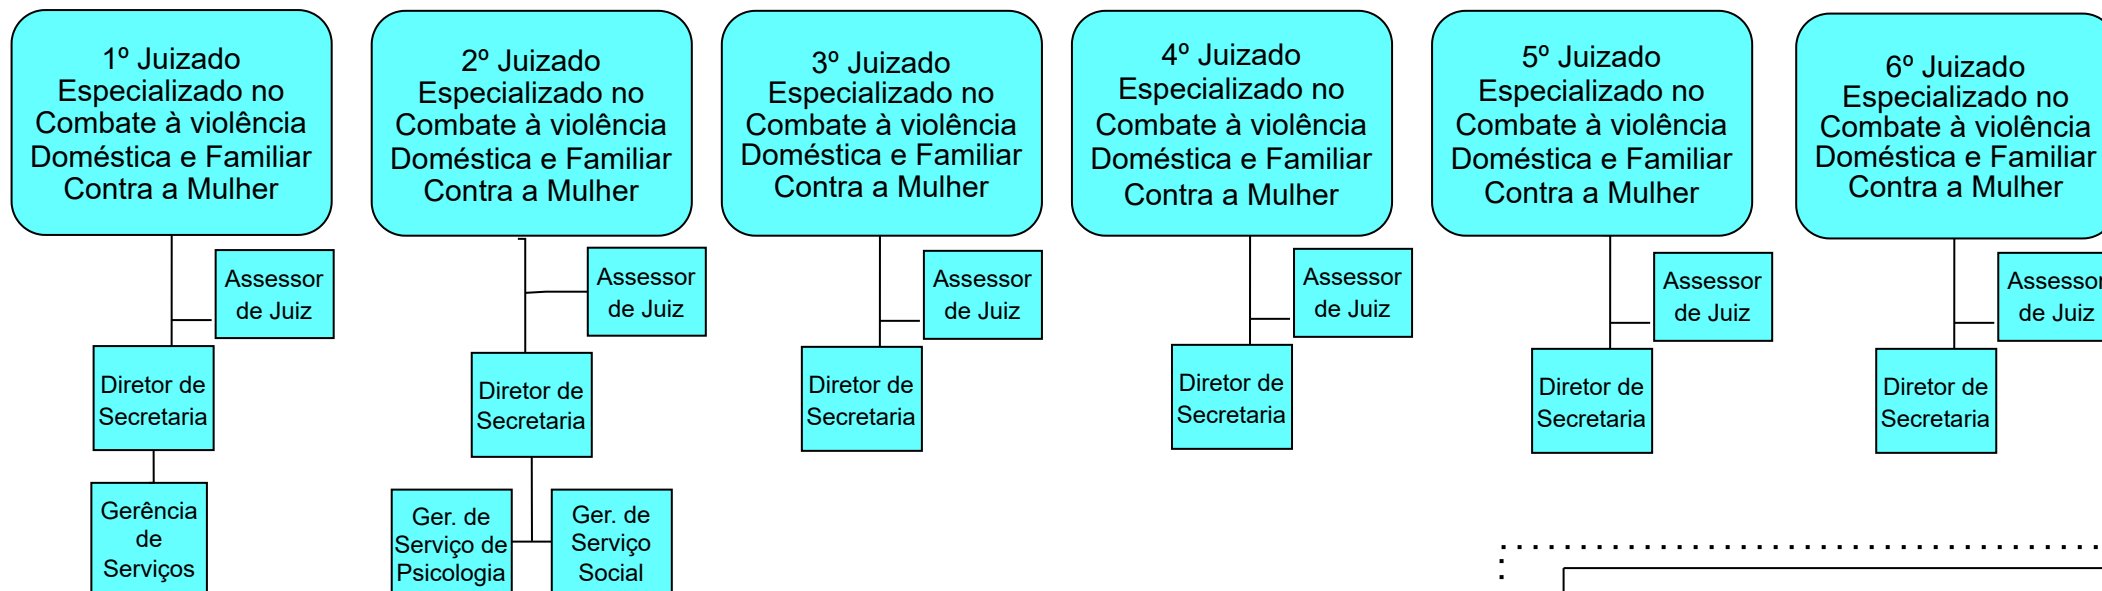 1º Juizado
Especializado no
Combate à violência
Doméstica e Familiar
Contra a Mulher
2º Juizado
Especializado no
Combate à violência
Doméstica e Familiar
Contra a Mulher
3º Juizado
Especializado no
Combate à violência
Doméstica e Familiar
Contra a Mulher
4º Juizado
Especializado no
Combate à violência
Doméstica e Familiar
Contra a Mulher
5º Juizado
Especializado no
Combate à violência
Doméstica e Familiar
Contra a Mulher
6º Juizado
Especializado no
Combate à violência
Doméstica e Familiar
Contra a Mulher
Assessor
de Juiz
Assessor
de Juiz
Assessor
de Juiz
Assessor
de Juiz
Assessor
de Juiz
Assessor
de Juiz
Diretor de
Secretaria
Diretor de
Secretaria
Diretor de
Secretaria
Diretor de
Secretaria
Diretor de
Secretaria
Diretor de
Secretaria
Gerência
de
Serviços
Ger. de
Serviço de
Psicologia
Ger. de
Serviço
Social